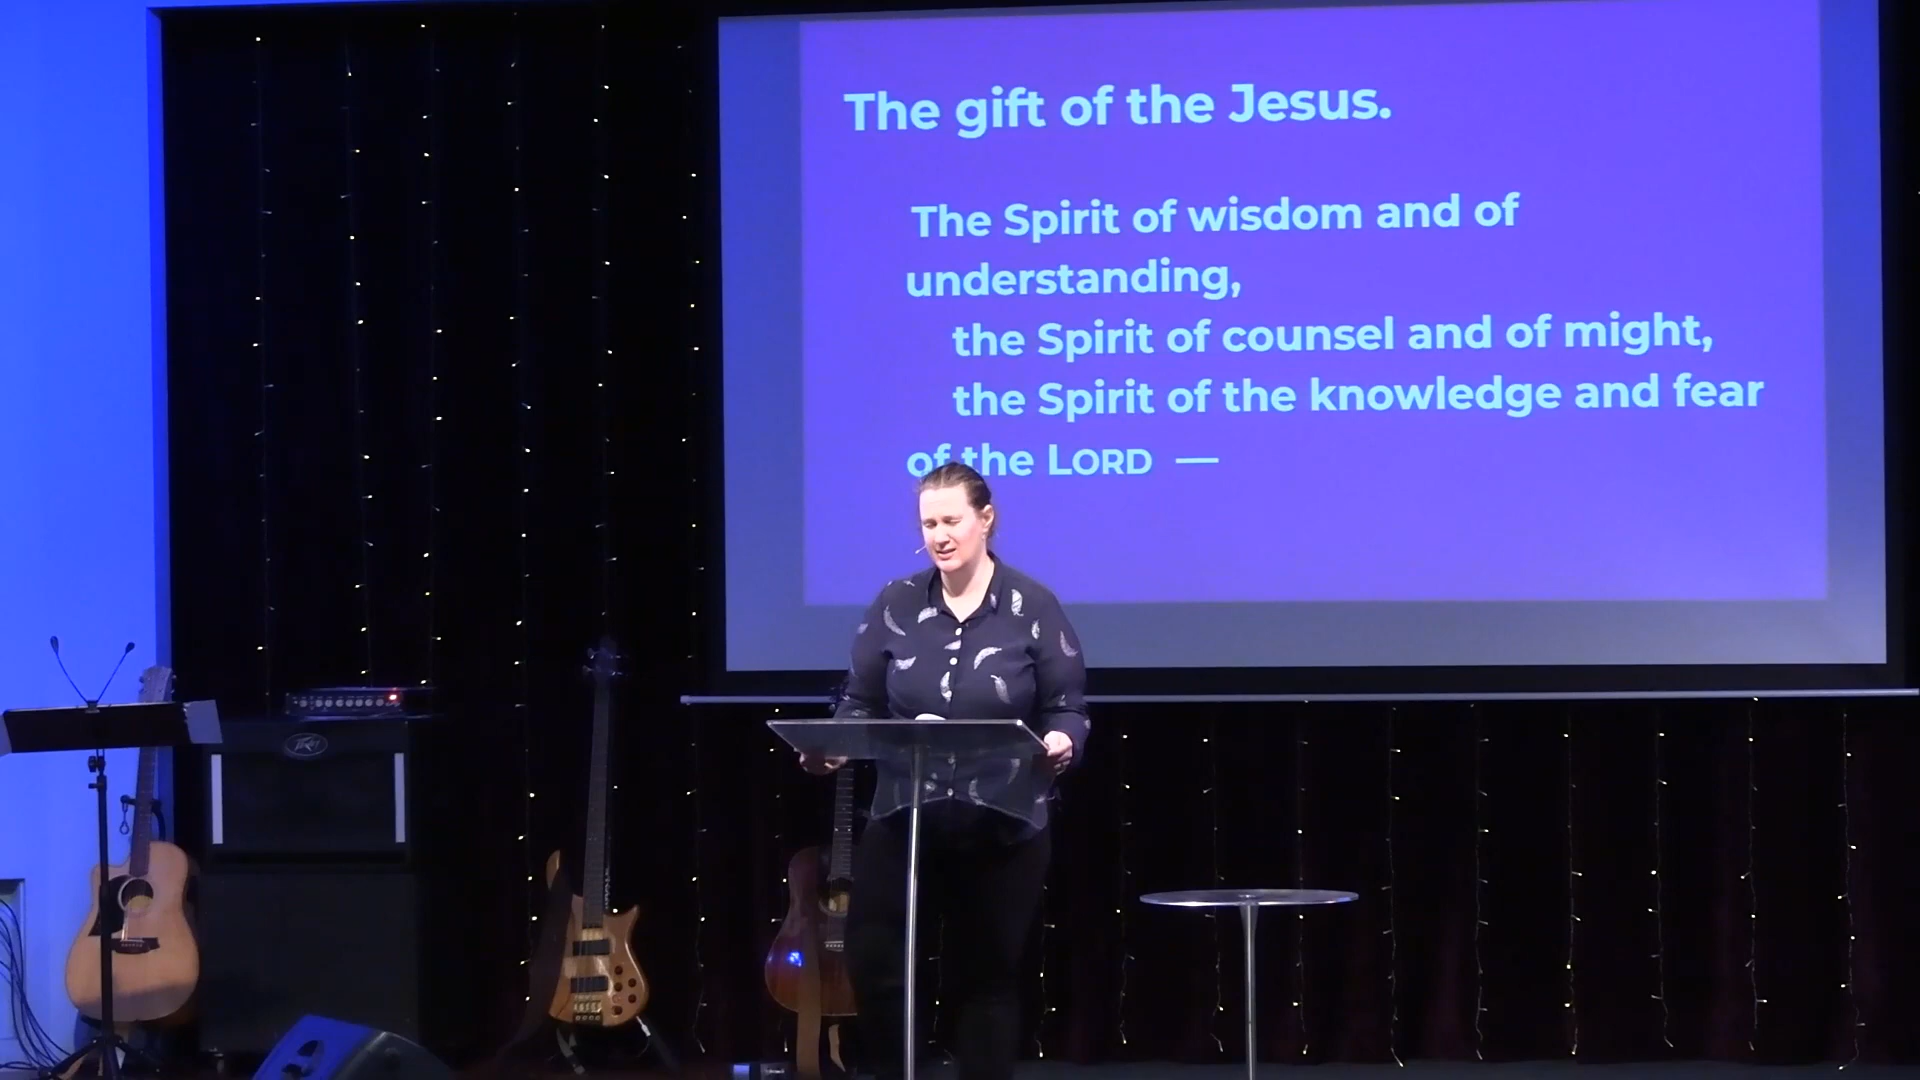 The gift of the Jesus.
The Spirit of wisdom and of
understanding,
the Spirit of counsel and of might,
the Spirit of the knowledge and fear
of the LORD —